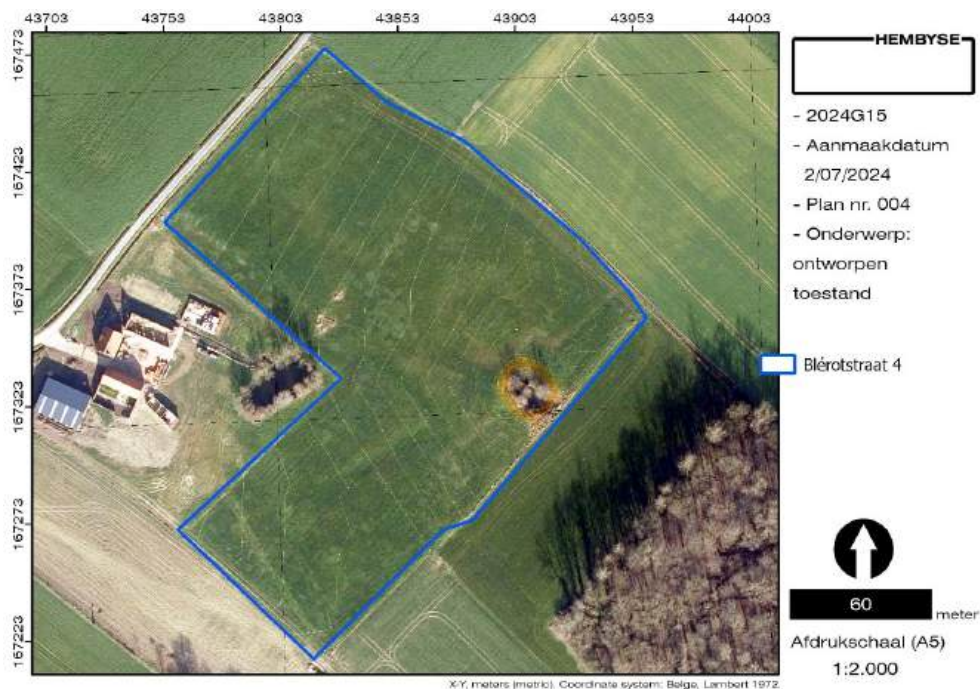 43703 43753 43803 43853 43903 43953 44003
167473
167423
167373
167323
167273
167223
HEMBYSE
- 2024G15
- Aanmaakdatum
2/07/2024
- Plan nr. 004
- Onderwerp:
ontworpen
toestand
Blérotstraat 4
60 meter
Afdrukschaal (A5)
1:2.000
X-Y, meters (metric). Coordinate system: Belge, Lambert 1972.